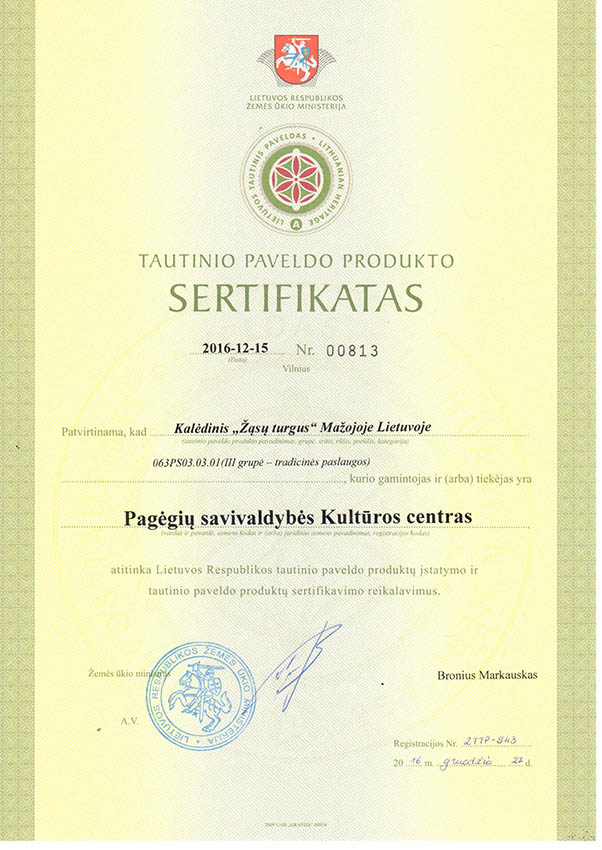 LIETUVOS RESPUBLIKOS
ŽEMĖS ŪKIO MINISTERIJA
LIETUVOS TAUTINIS PAVELDAS • LITHUANIAN HERITAGE
A
TAUTINIO PAVELDO PRODUKTO
SERTIFIKATAS
2016-12-15 Nr. 00813
(Data)
Vilnius
Patvirtinama, kad Kalėdinis „Žąsų turgus“ Mažojoje Lietuvoje
(tautinio paveldo produkto pavadinimas, grupė, sritis, rūšis, porūšis, kategorija)
063PS03.03.01(III grupė – tradicinės paslaugos)
, kurio gamintojas ir (arba) tiekėjas yra
Pagėgių savivaldybės Kultūros centras
(vardas ir pavardė, asmens kodas ir (arba) juridinio asmens pavadinimas, registracijos kodas)
atitinka Lietuvos Respublikos tautinio paveldo produktų įstatymo ir
tautinio paveldo produktų sertifikavimo reikalavimus.
Žemės ūkio ministras
Bronius Markauskas
LIETUVOS RESPUBLIKOS ŽEMĖS ŪKIO MINISTERIJA
A.V.
Registracijos Nr. 2TTP-943
20 16 m. gruodžio 27 d.